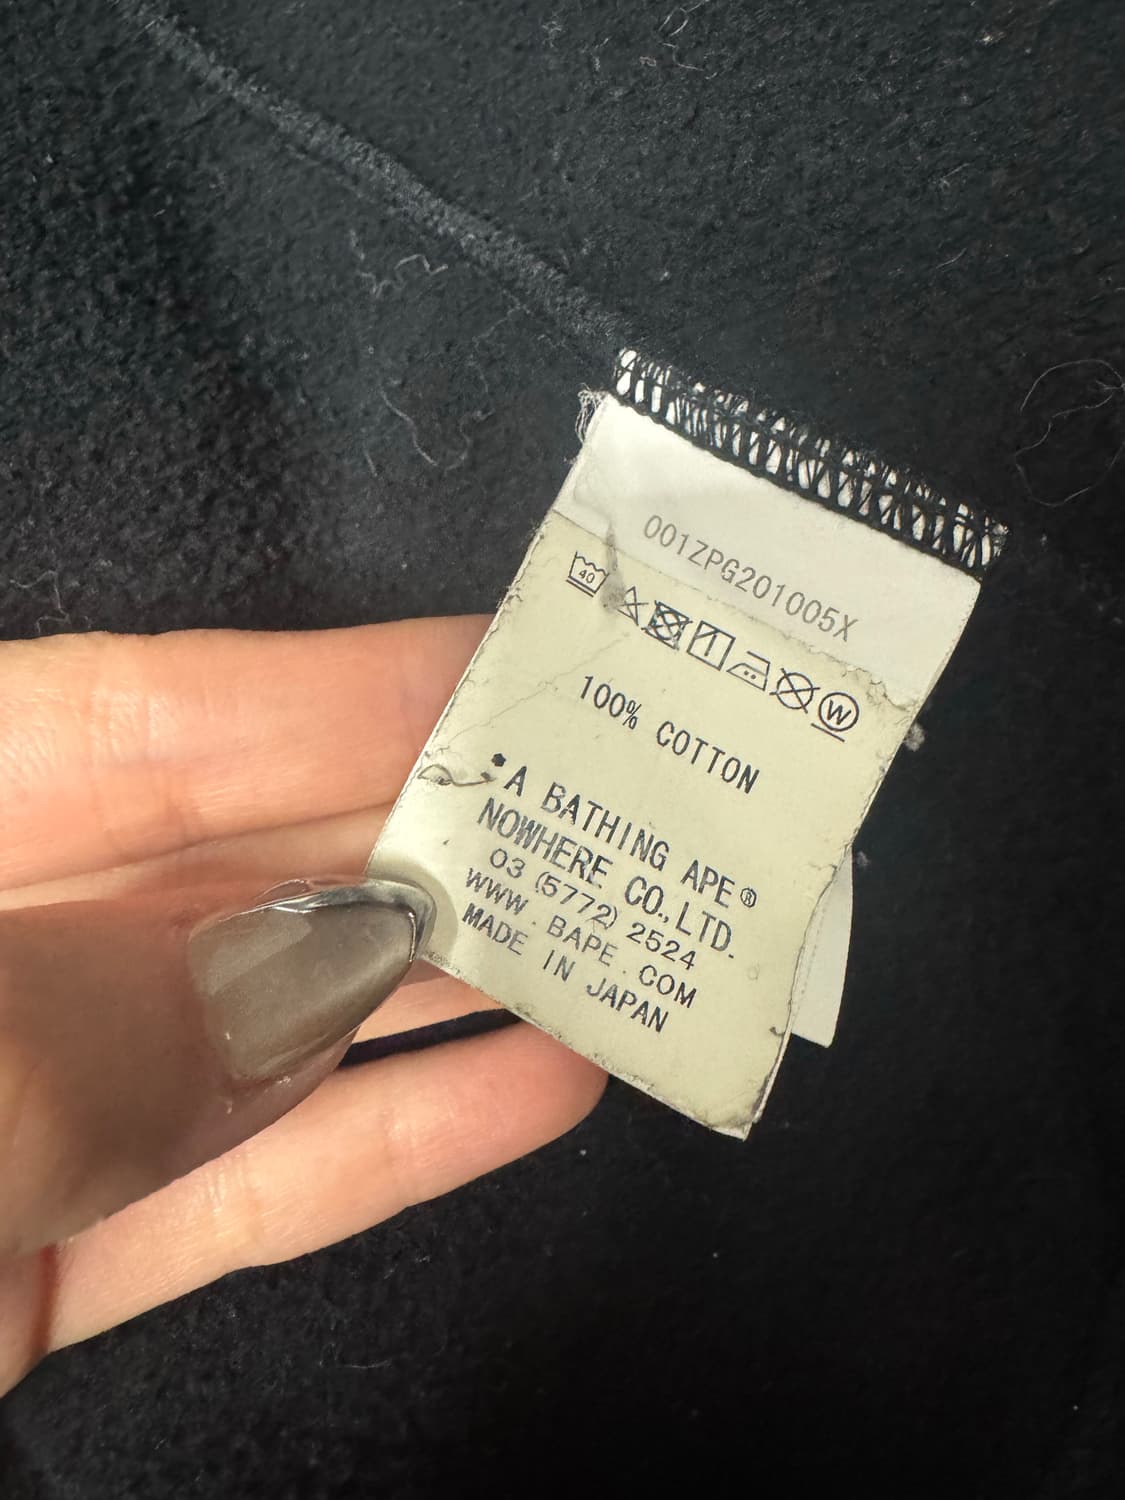 001ZPG201005X
40
W
100% COTTON
A BATHING APE®
NOWHERE CO.,LTD.
03 (5772) 2524
WWW.BAPE.COM
MADE IN JAPAN